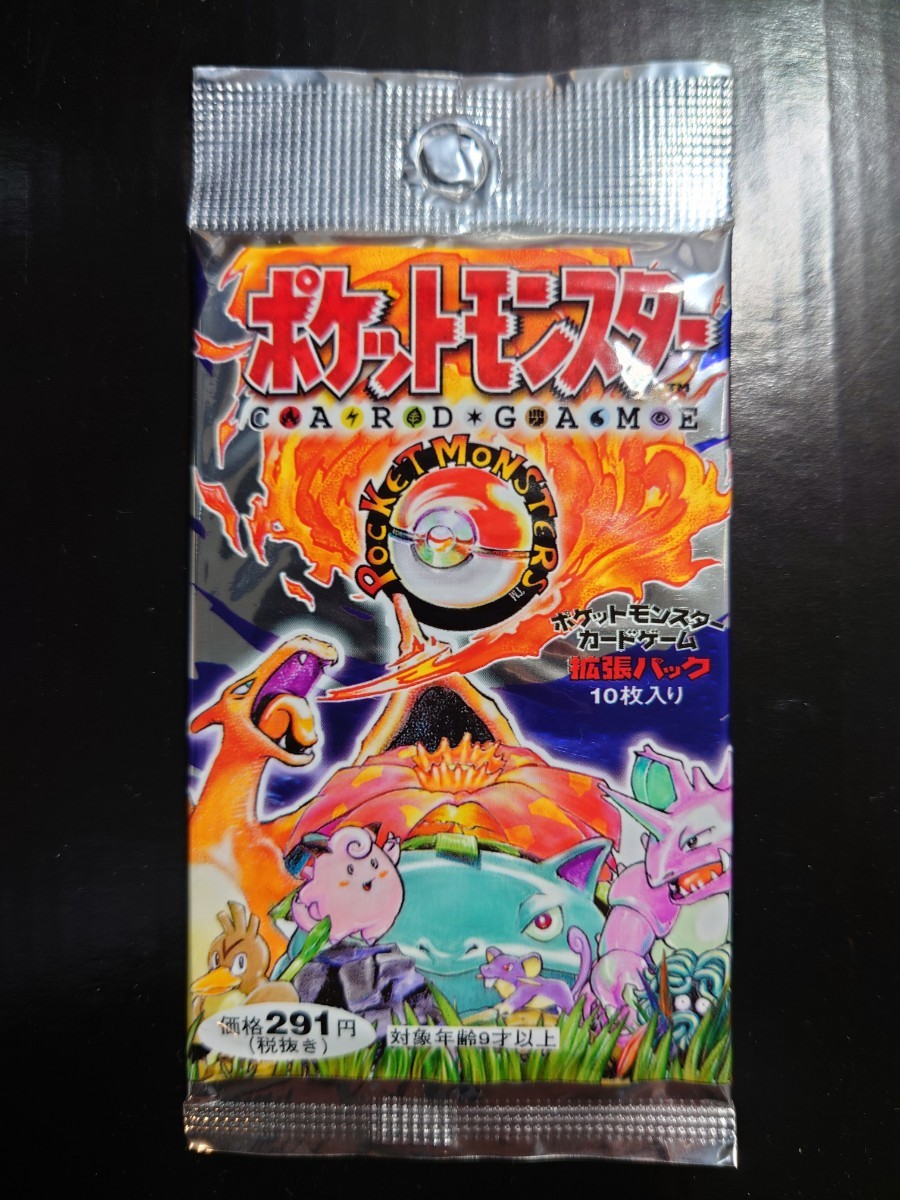 ポケットモンスター
TM
CARD GAME
POCKET MONSTERS
TM
ポケットモンスター
カードゲーム
拡張パック
10枚入り
価格291円
(税抜き)
対象年齢9才以上